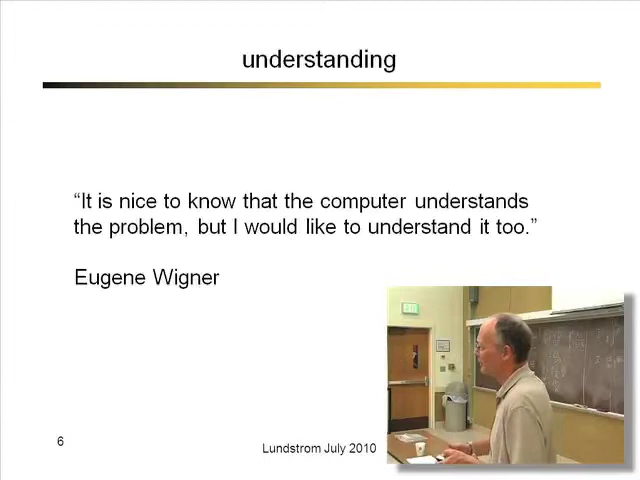 understanding
“It is nice to know that the computer understands
the problem, but I would like to understand it too.”
Eugene Wigner
6
Lundstrom July 2010